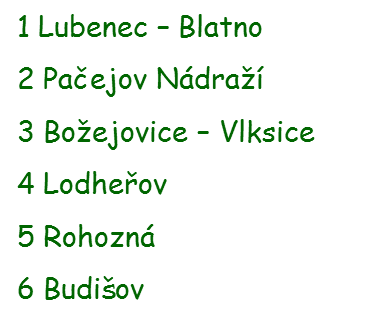 1 Lubenec – Blatno
2 Pačejov Nádraží
3 Božejovice – Vlksice
4 Lodheřov
5 Rohozná
6 Budišov